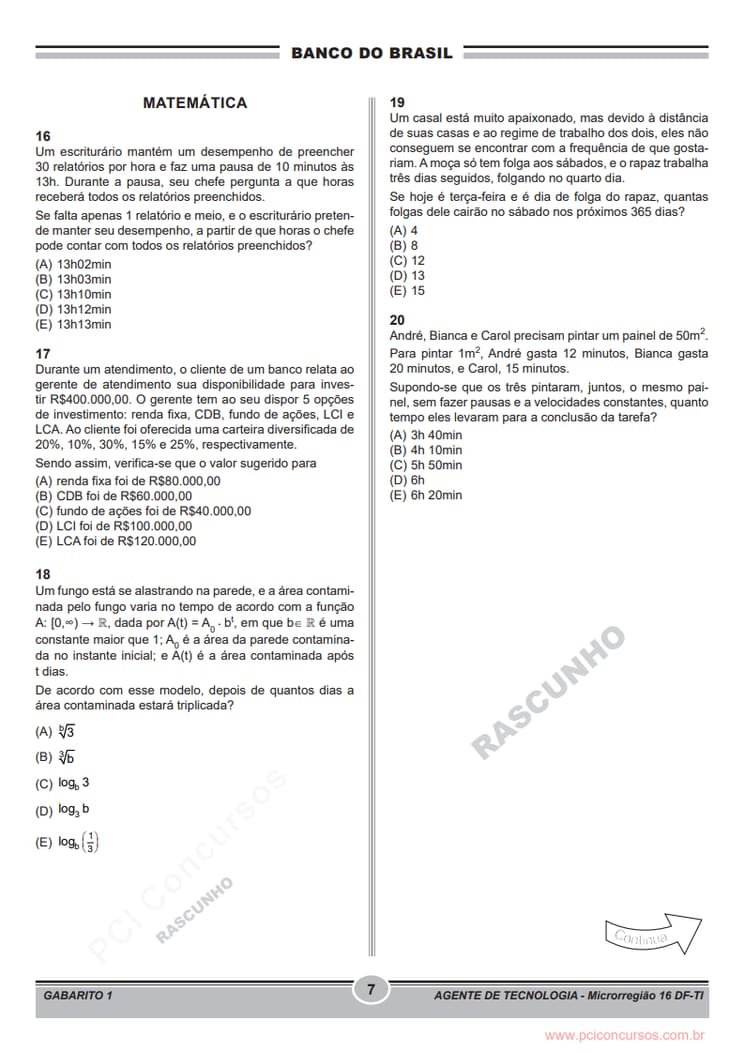 BANCO DO BRASIL
MATEMÁTICA
16
Um escriturário mantém um desempenho de preencher
30 relatórios por hora e faz uma pausa de 10 minutos às
13h. Durante a pausa, seu chefe pergunta a que horas
receberá todos os relatórios preenchidos.
Se falta apenas 1 relatório e meio, e o escriturário preten-
de manter seu desempenho, a partir de que horas o chefe
pode contar com todos os relatórios preenchidos?
(A) 13h02min
(B) 13h03min
(C) 13h10min
(D) 13h12min
(E) 13h13min
17
Durante um atendimento, o cliente de um banco relata ao
gerente de atendimento sua disponibilidade para inves-
tir R$400.000,00. O gerente tem ao seu dispor 5 opções
de investimento: renda fixa, CDB, fundo de ações, LCI e
LCA. Ao cliente foi oferecida uma carteira diversificada de
20%, 10%, 30%, 15% e 25%, respectivamente.
Sendo assim, verifica-se que o valor sugerido para
(A) renda fixa foi de R$80.000,00
(B) CDB foi de R$60.000,00
(C) fundo de ações foi de R$40.000,00
(D) LCI foi de R$100.000,00
(E) LCA foi de R$120.000,00
18
Um fungo está se alastrando na parede, e a área contami-
nada pelo fungo varia no tempo de acordo com a função
A: [0,∞) → ℝ, dada por A(t) = A₀ . bᵗ, em que b∈ ℝ é uma
constante maior que 1; A₀ é a área da parede contamina-
da no instante inicial; e A(t) é a área contaminada após
t dias.
De acordo com esse modelo, depois de quantos dias a
área contaminada estará triplicada?
(A) ᵇ√3
(B) ³√b
(C) log_b 3
(D) log₃ b
(E) log_b (1/3)
19
Um casal está muito apaixonado, mas devido à distância
de suas casas e ao regime de trabalho dos dois, eles não
conseguem se encontrar com a frequência de que gosta-
riam. A moça só tem folga aos sábados, e o rapaz trabalha
três dias seguidos, folgando no quarto dia.
Se hoje é terça-feira e é dia de folga do rapaz, quantas
folgas dele cairão no sábado nos próximos 365 dias?
(A) 4
(B) 8
(C) 12
(D) 13
(E) 15
20
André, Bianca e Carol precisam pintar um painel de 50m².
Para pintar 1m², André gasta 12 minutos, Bianca gasta
20 minutos, e Carol, 15 minutos.
Supondo-se que os três pintaram, juntos, o mesmo pai-
nel, sem fazer pausas e a velocidades constantes, quanto
tempo eles levaram para a conclusão da tarefa?
(A) 3h 40min
(B) 4h 10min
(C) 5h 50min
(D) 6h
(E) 6h 20min
RASCUNHO
PCI Concursos
RASCUNHO
Continua
GABARITO 1
7
AGENTE DE TECNOLOGIA - Microrregião 16 DF-TI
www.pciconcursos.com.br